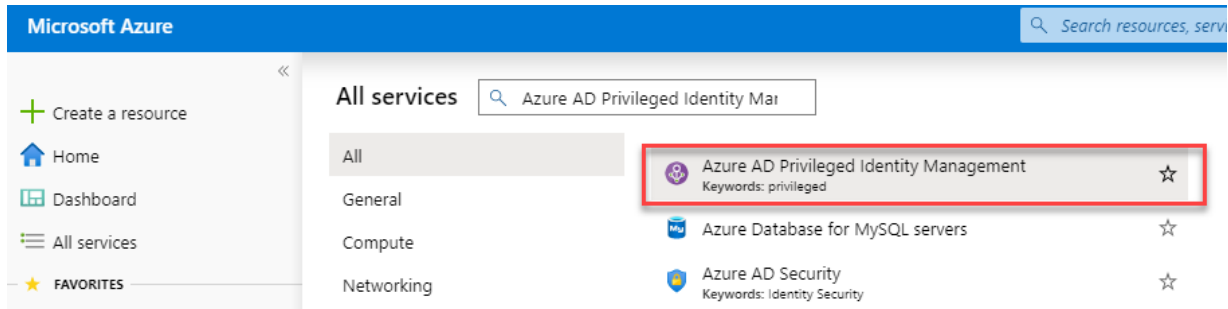 Microsoft Azure
Search resources, servi
«
Create a resource
Home
Dashboard
All services
FAVORITES
All services
Azure AD Privileged Identity Mar
All
General
Compute
Networking
Azure AD Privileged Identity Management
Keywords: privileged
My
Azure Database for MySQL servers
Azure AD Security
Keywords: Identity Security